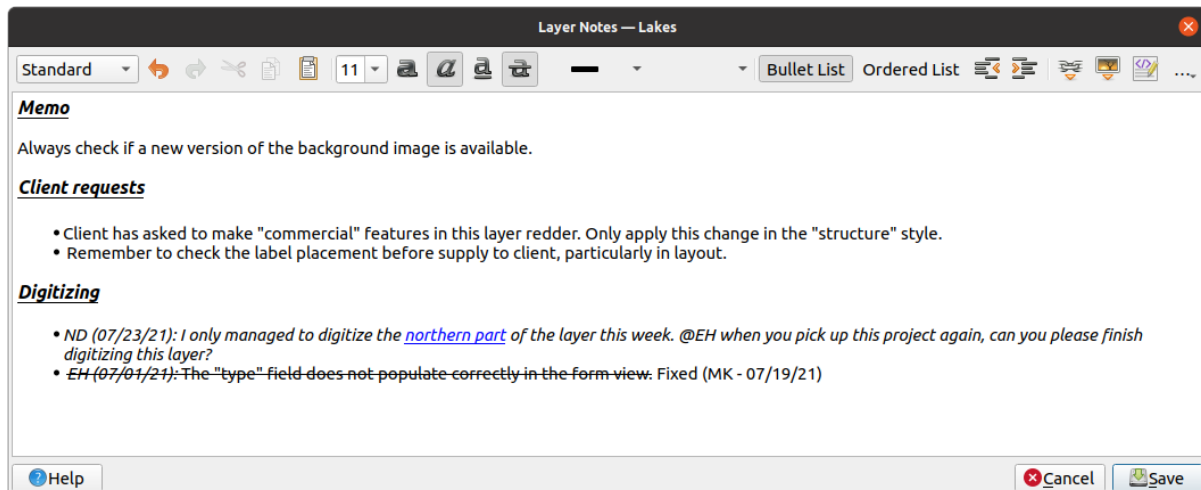 Layer Notes — Lakes
Standard 11 a a a a Bullet List Ordered List ...
Memo
Always check if a new version of the background image is available.
Client requests
• Client has asked to make "commercial" features in this layer redder. Only apply this change in the "structure" style.
• Remember to check the label placement before supply to client, particularly in layout.
Digitizing
• ND (07/23/21): I only managed to digitize the northern part of the layer this week. @EH when you pick up this project again, can you please finish
digitizing this layer?
• EH (07/01/21): The "type" field does not populate correctly in the form view. Fixed (MK - 07/19/21)
Help Cancel Save